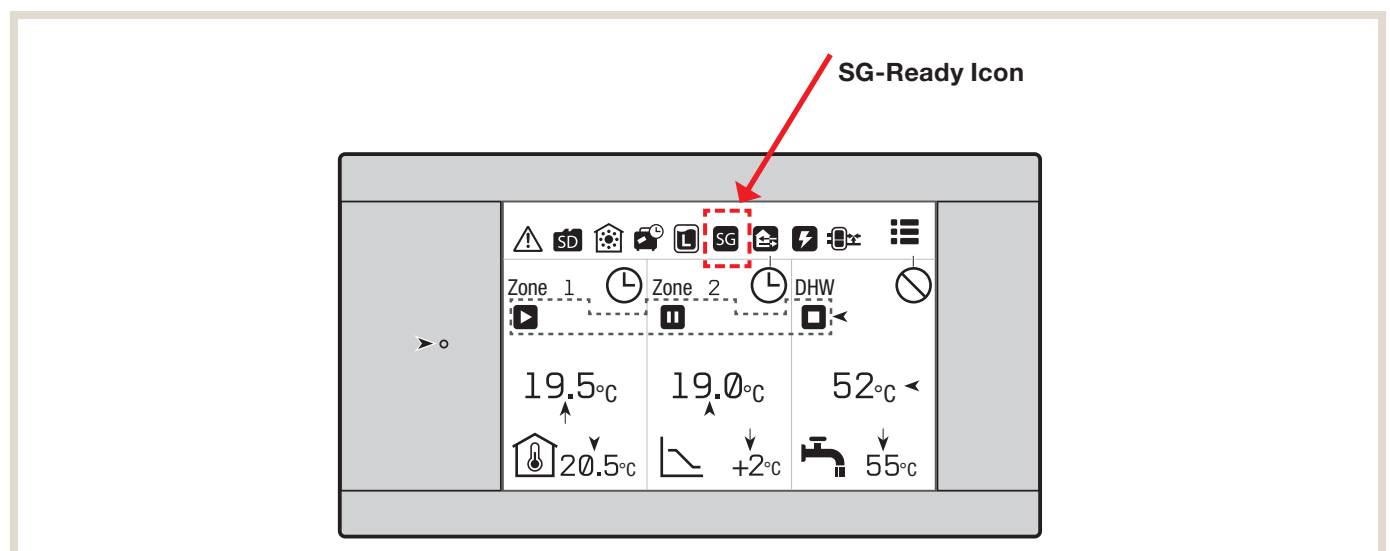 SG-Ready Icon
SD L SG
Zone 1 Zone 2 DHW
19.5°C 19.0°C 52°C
20.5°C +2°C 55°C